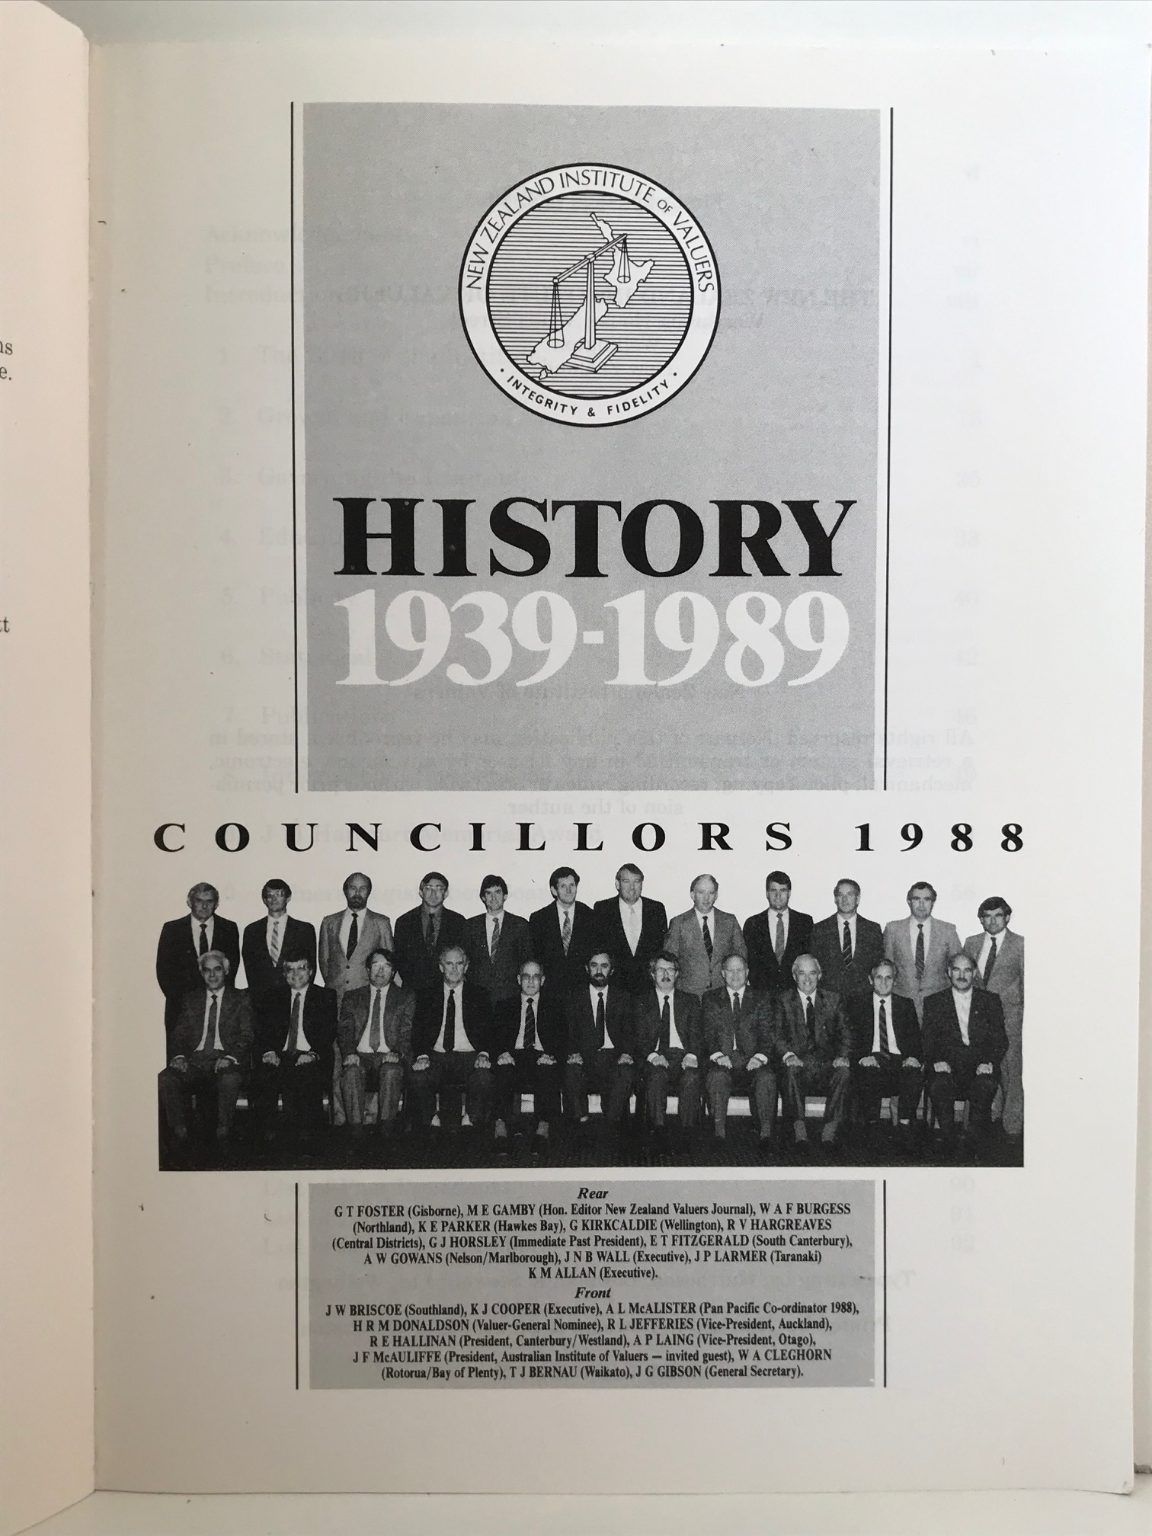 ns
e.
tt
NEW ZEALAND INSTITUTE OF VALUERS
· INTEGRITY & FIDELITY ·
HISTORY
1939-1989
COUNCILLORS 1988
Rear
G T FOSTER (Gisborne), M E GAMBY (Hon. Editor New Zealand Valuers Journal), W A F BURGESS
(Northland), K E PARKER (Hawkes Bay), G KIRKCALDIE (Wellington), R V HARGREAVES
(Central Districts), G J HORSLEY (Immediate Past President), E T FITZGERALD (South Canterbury),
A W GOWANS (Nelson/Marlborough), J N B WALL (Executive), J P LARMER (Taranaki)
K M ALLAN (Executive).
Front
J W BRISCOE (Southland), K J COOPER (Executive), A L McALISTER (Pan Pacific Co-ordinator 1988),
H R M DONALDSON (Valuer-General Nominee), R L JEFFERIES (Vice-President, Auckland),
R E HALLINAN (President, Canterbury/Westland), A P LAING (Vice-President, Otago),
J F McAULIFFE (President, Australian Institute of Valuers — invited guest), W A CLEGHORN
(Rotorua/Bay of Plenty), T J BERNAU (Waikato), J G GIBSON (General Secretary).